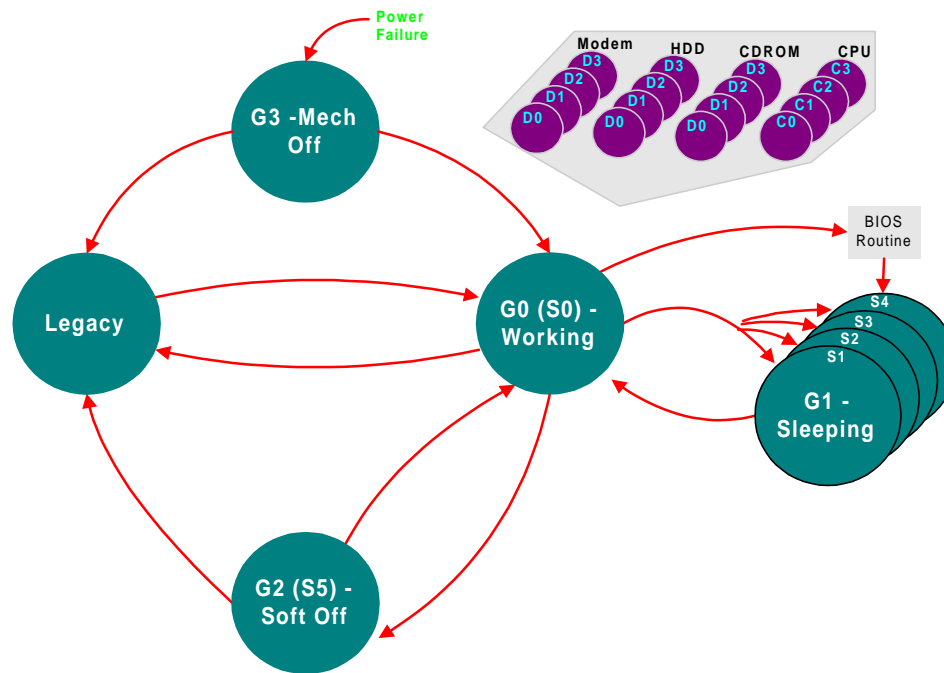 Power
Failure
Modem
HDD
CDROM
CPU
D3
D2
D1
D0
D3
D2
D1
D0
D3
D2
D1
D0
C3
C2
C1
C0
G3 -Mech
Off
BIOS
Routine
Legacy
G0 (S0) -
Working
S4
S3
S2
S1
G1 -
Sleeping
G2 (S5) -
Soft Off